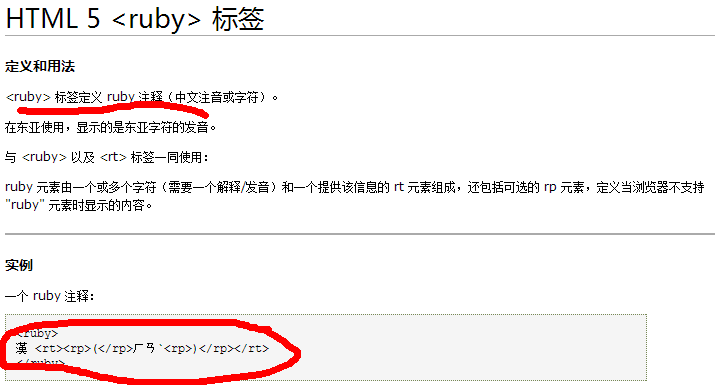 HTML 5 <ruby> 标签
定义和用法
<ruby> 标签定义 ruby 注释（中文注音或字符）。
在东亚使用，显示的是东亚字符的发音。
与 <ruby> 以及 <rt> 标签一同使用：
ruby 元素由一个或多个字符（需要一个解释/发音）和一个提供该信息的 rt 元素组成，还包括可选的 rp 元素，定义当浏览器不支持
"ruby" 元素时显示的内容。
实例
一个 ruby 注释：
<ruby>
漢 <rt><rp>(</rp>ㄏㄢˋ<rp>)</rp></rt>
</ruby>